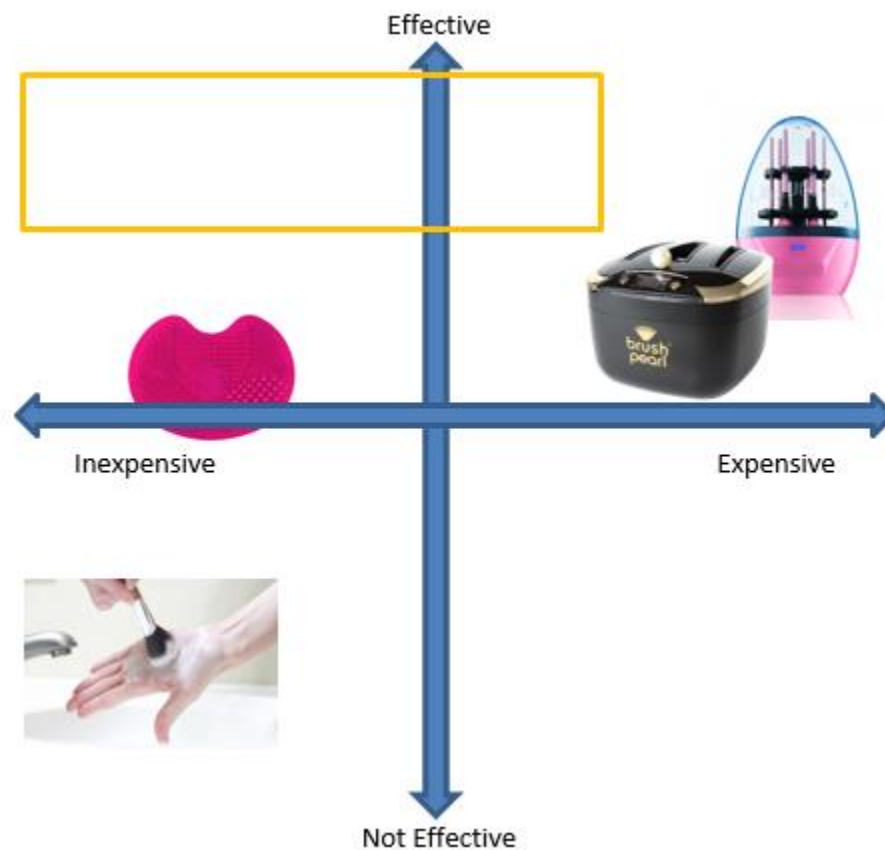 Effective
brush
pearl
Inexpensive
Expensive
Not Effective